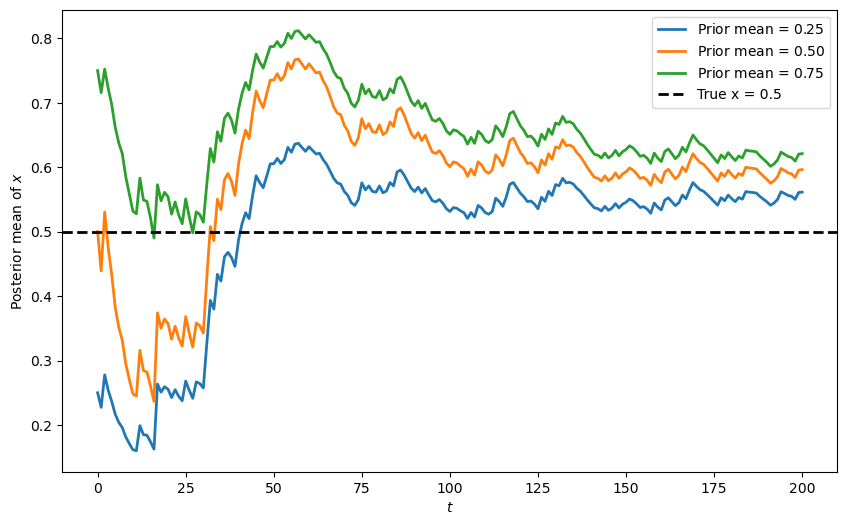 Prior mean = 0.25
Prior mean = 0.50
Prior mean = 0.75
True x = 0.5
Posterior mean of x
0.8
0.7
0.6
0.5
0.4
0.3
0.2
0 25 50 75 100 125 150 175 200
t